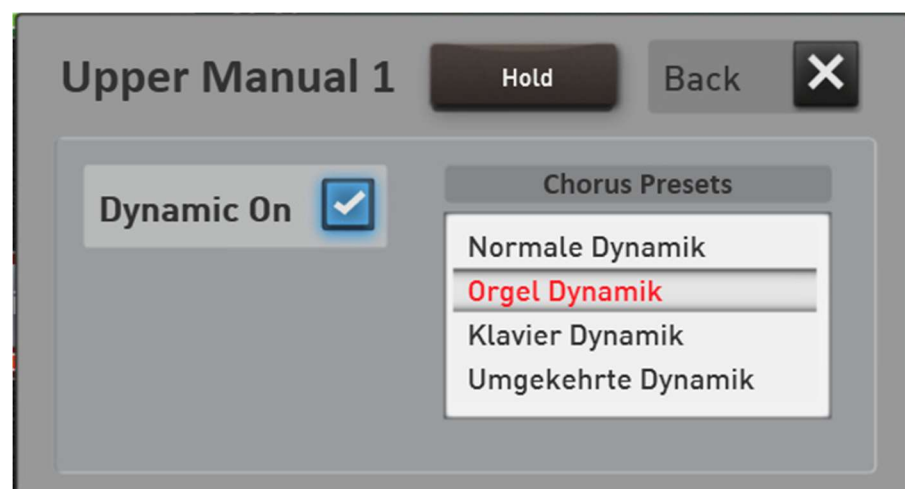 Upper Manual 1
Hold
Back
Dynamic On
Chorus Presets
Normale Dynamik
Orgel Dynamik
Klavier Dynamik
Umgekehrte Dynamik